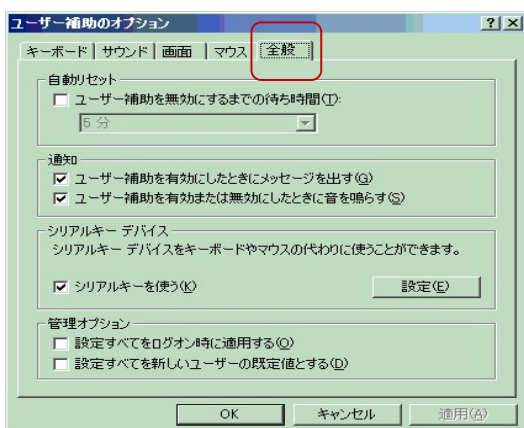 ユーザー補助のオプション
キーボード サウンド 画面 マウス 全般
自動リセット
ユーザー補助を無効にするまでの待ち時間(T):
5 分
通知
ユーザー補助を有効にしたときにメッセージを出す(G)
ユーザー補助を有効または無効にしたときに音を鳴らす(S)
シリアルキー デバイス
シリアルキー デバイスをキーボードやマウスの代わりに使うことができます。
シリアルキーを使う(K) 設定(E)
管理オプション
設定すべてをログオン時に適用する(O)
設定すべてを新しいユーザーの既定値とする(D)
OK キャンセル 適用(A)